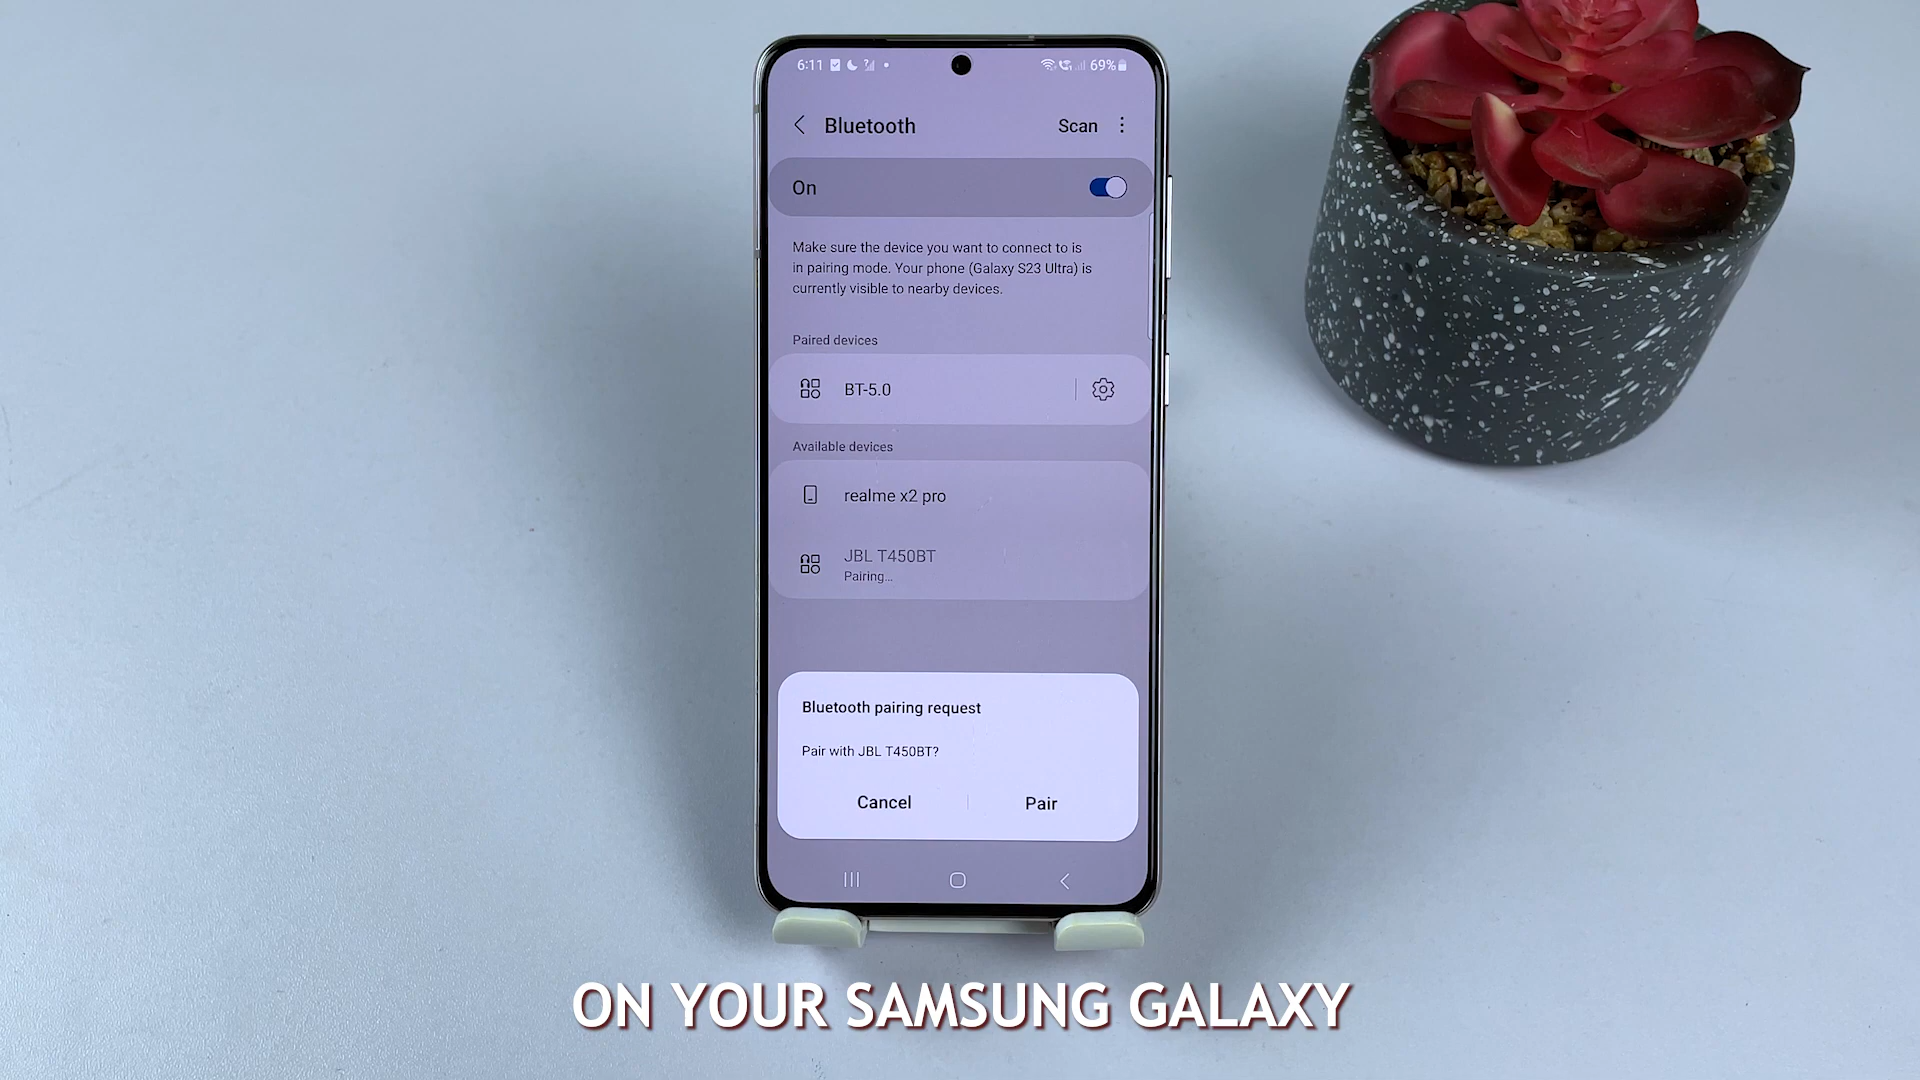 6:11
69%
Bluetooth
Scan
On
Make sure the device you want to connect to is
in pairing mode. Your phone (Galaxy S23 Ultra) is
currently visible to nearby devices.
Paired devices
BT-5.0
Available devices
realme x2 pro
JBL T450BT
Pairing...
Bluetooth pairing request
Pair with JBL T450BT?
Cancel
Pair
ON YOUR SAMSUNG GALAXY